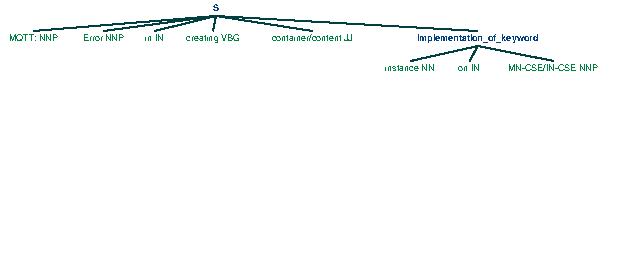 S
MQTT: NNP Error NNP in IN creating VBG container/content JJ Implementation_of_keyword
instance NN on IN MN-CSE/IN-CSE NNP